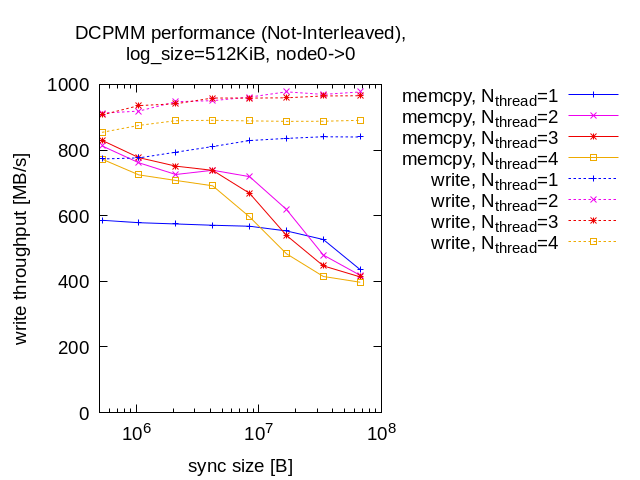 DCPMM performance (Not-Interleaved),
log_size=512KiB, node0->0
write throughput [MB/s]
1000
800
600
400
200
0
10^6
10^7
10^8
sync size [B]
memcpy, N_thread=1
memcpy, N_thread=2
memcpy, N_thread=3
memcpy, N_thread=4
write, N_thread=1
write, N_thread=2
write, N_thread=3
write, N_thread=4